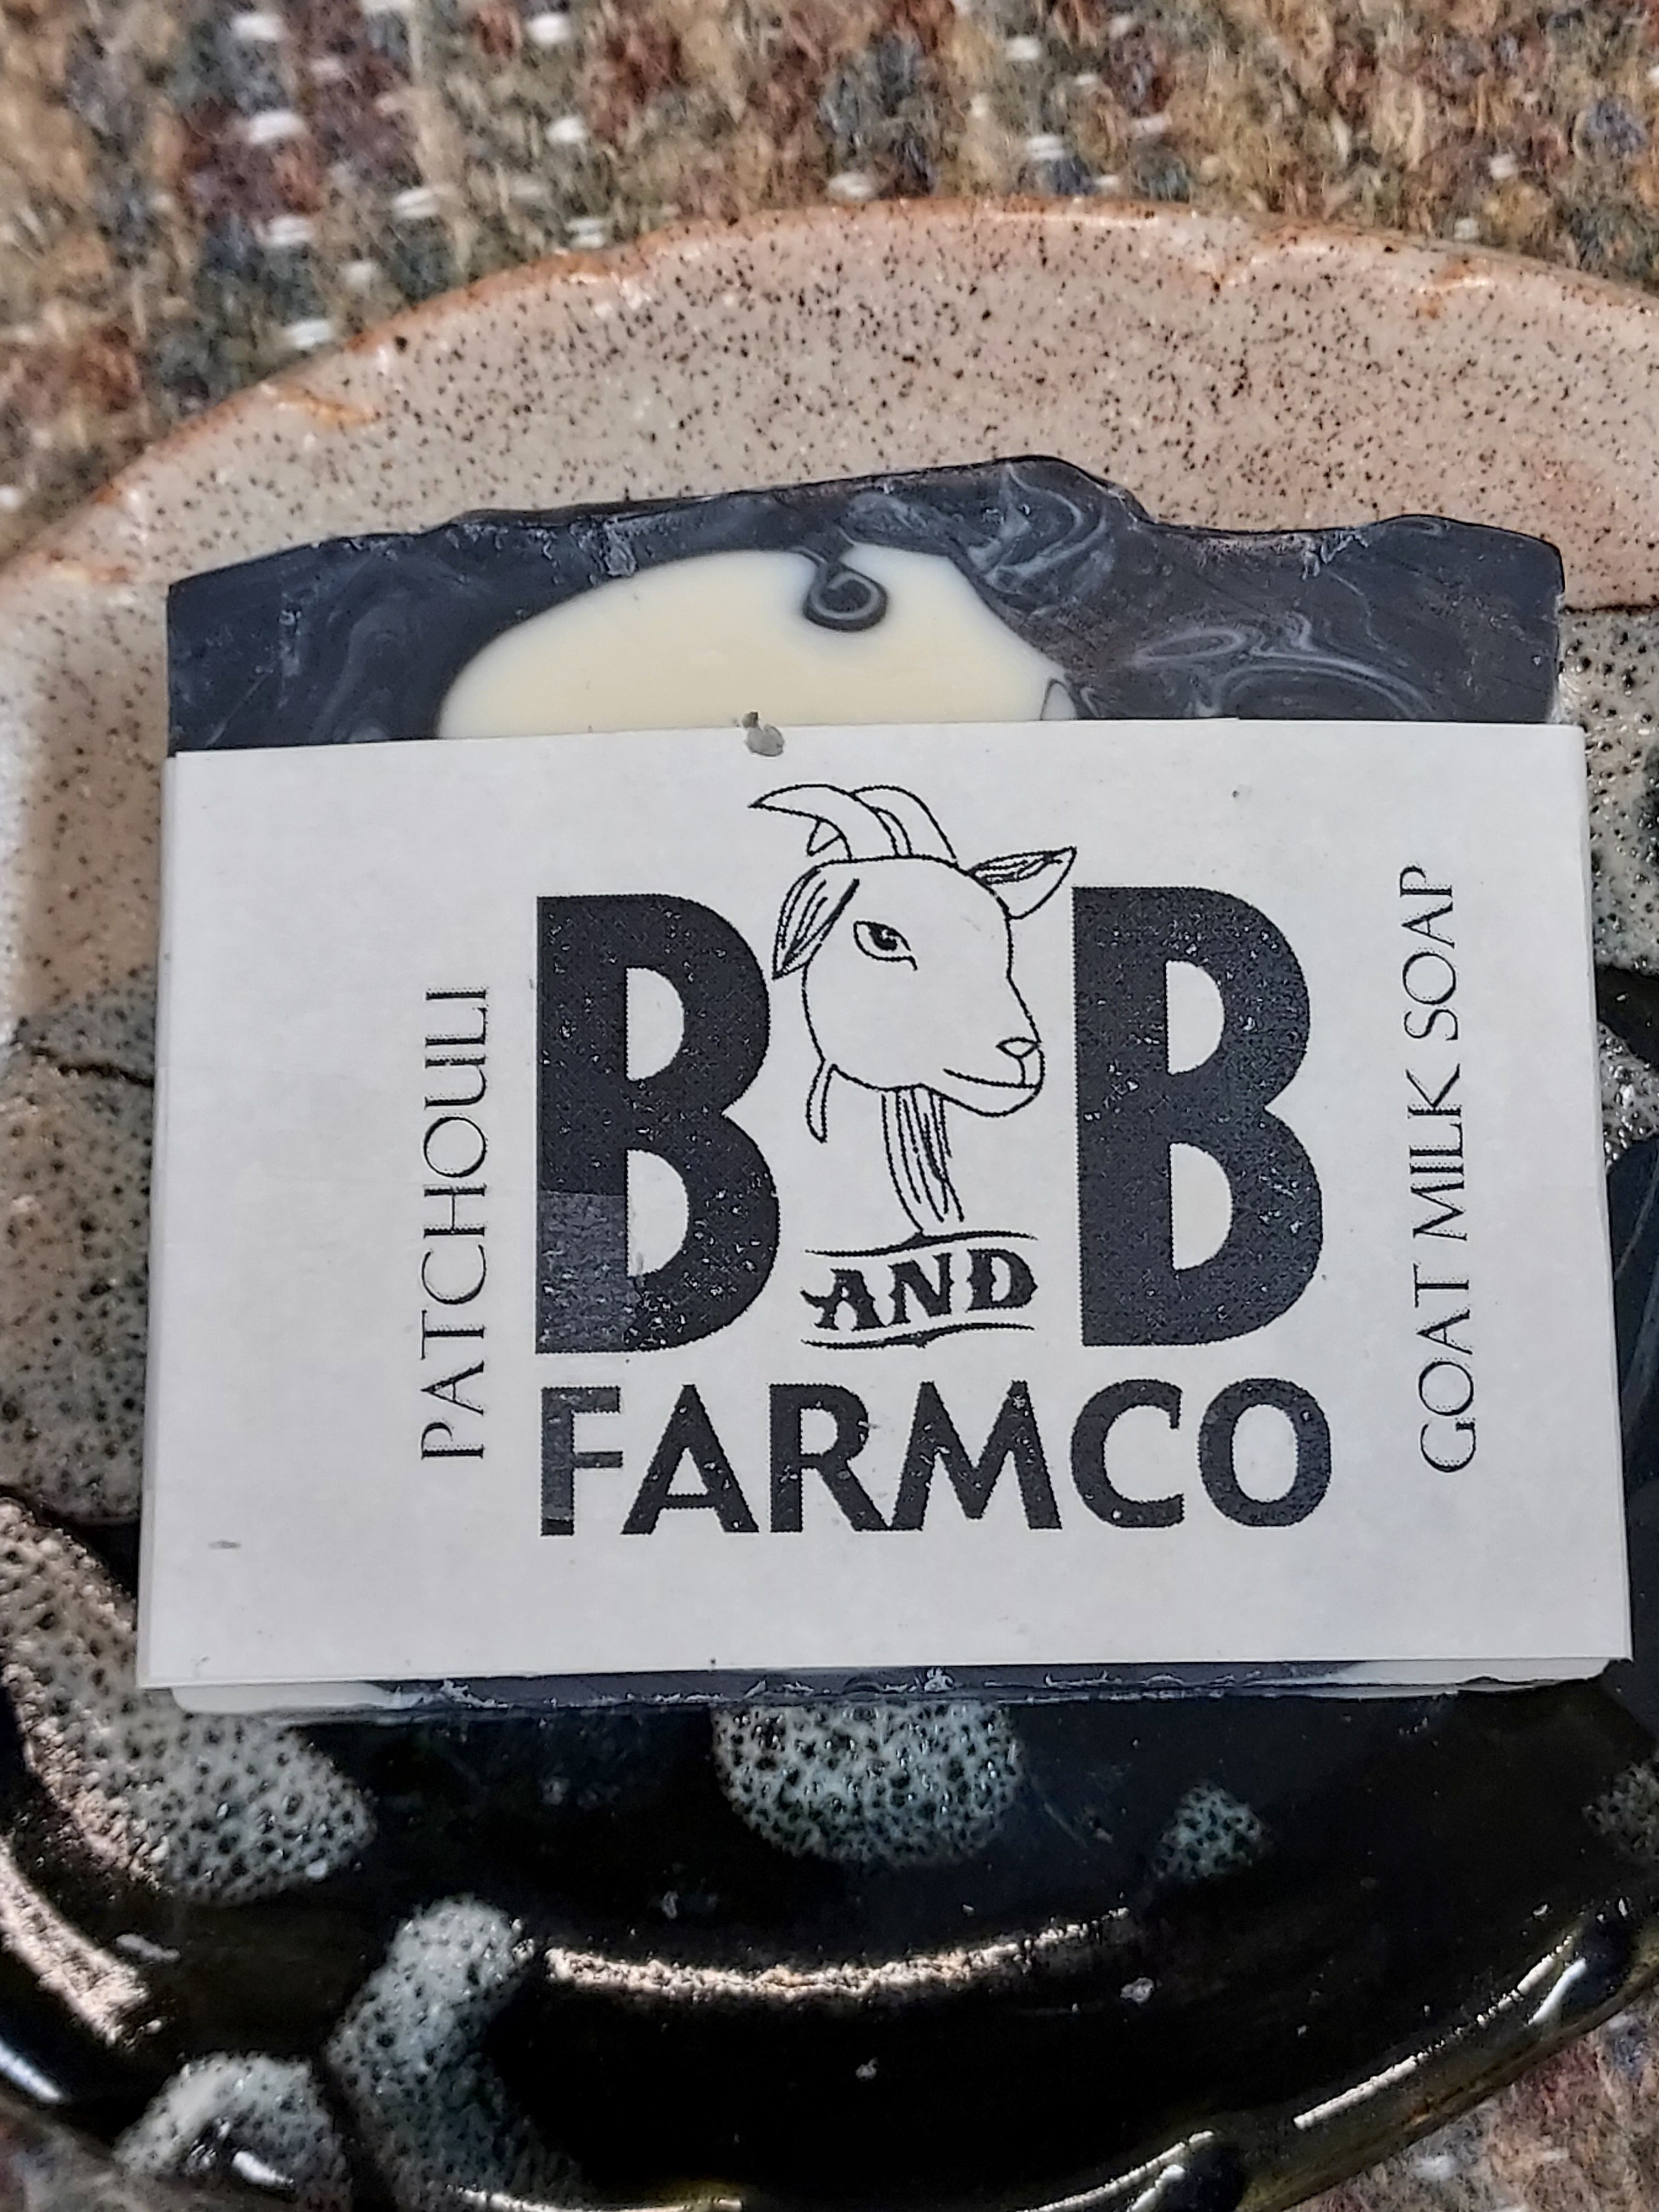 PATCHOULI
B AND B
FARMCO
GOAT MILK SOAP